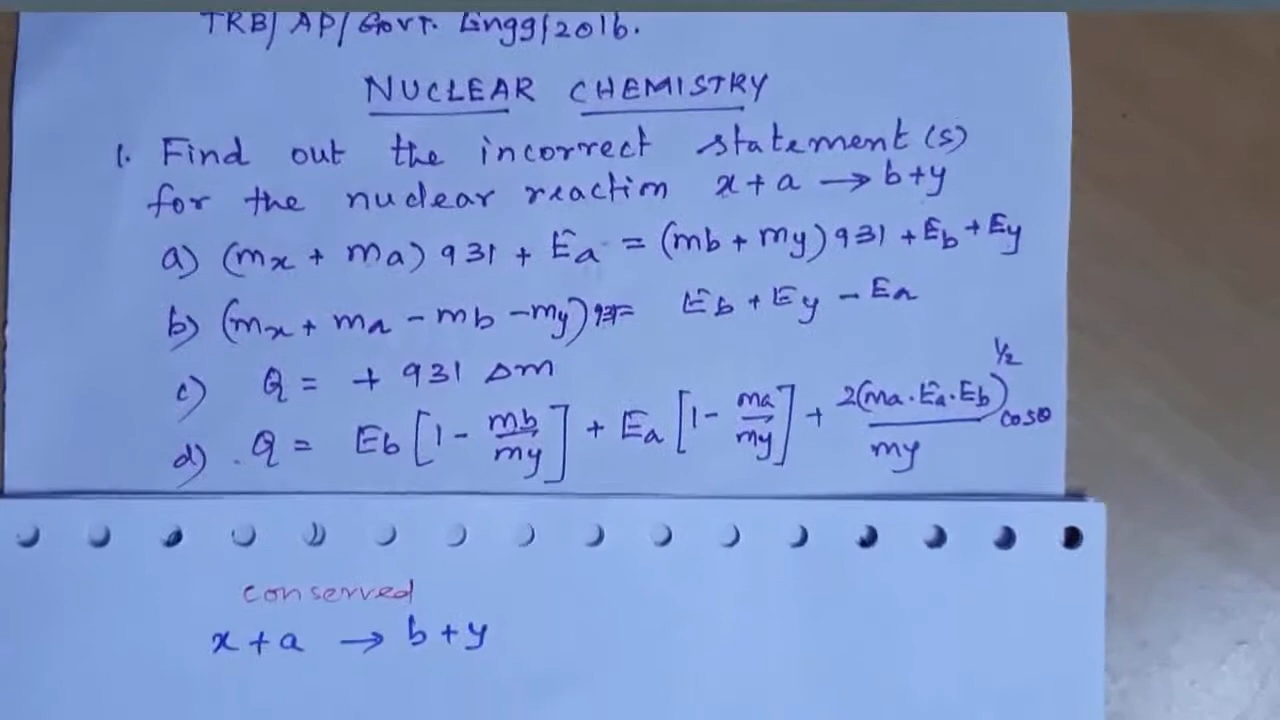 TRB/ AP/ Govt. Engg/2016.
NUCLEAR CHEMISTRY
1. Find out the incorrect statement (s)
for the nuclear reaction x + a → b+y
a) (mx + ma) 931 + Ea = (mb + my) 931 + Eb + Ey
b) (mx + ma - mb - my) 931= Eb + Ey - Ea
c) Q = + 931 Δm
d) . Q = Eb [1 - mb/my] + Ea [1 - ma/my] + 2(ma.Ea.Eb)^1/2/my cosθ
conserved
x + a → b + y